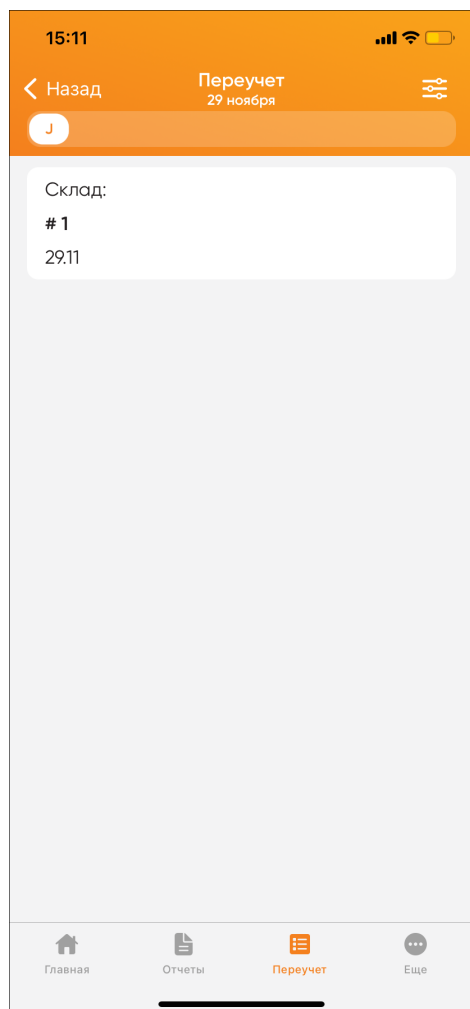 15:11
Назад
Переучет
29 ноября
J
Склад:
# 1
29.11
Главная
Отчеты
Переучет
Еще